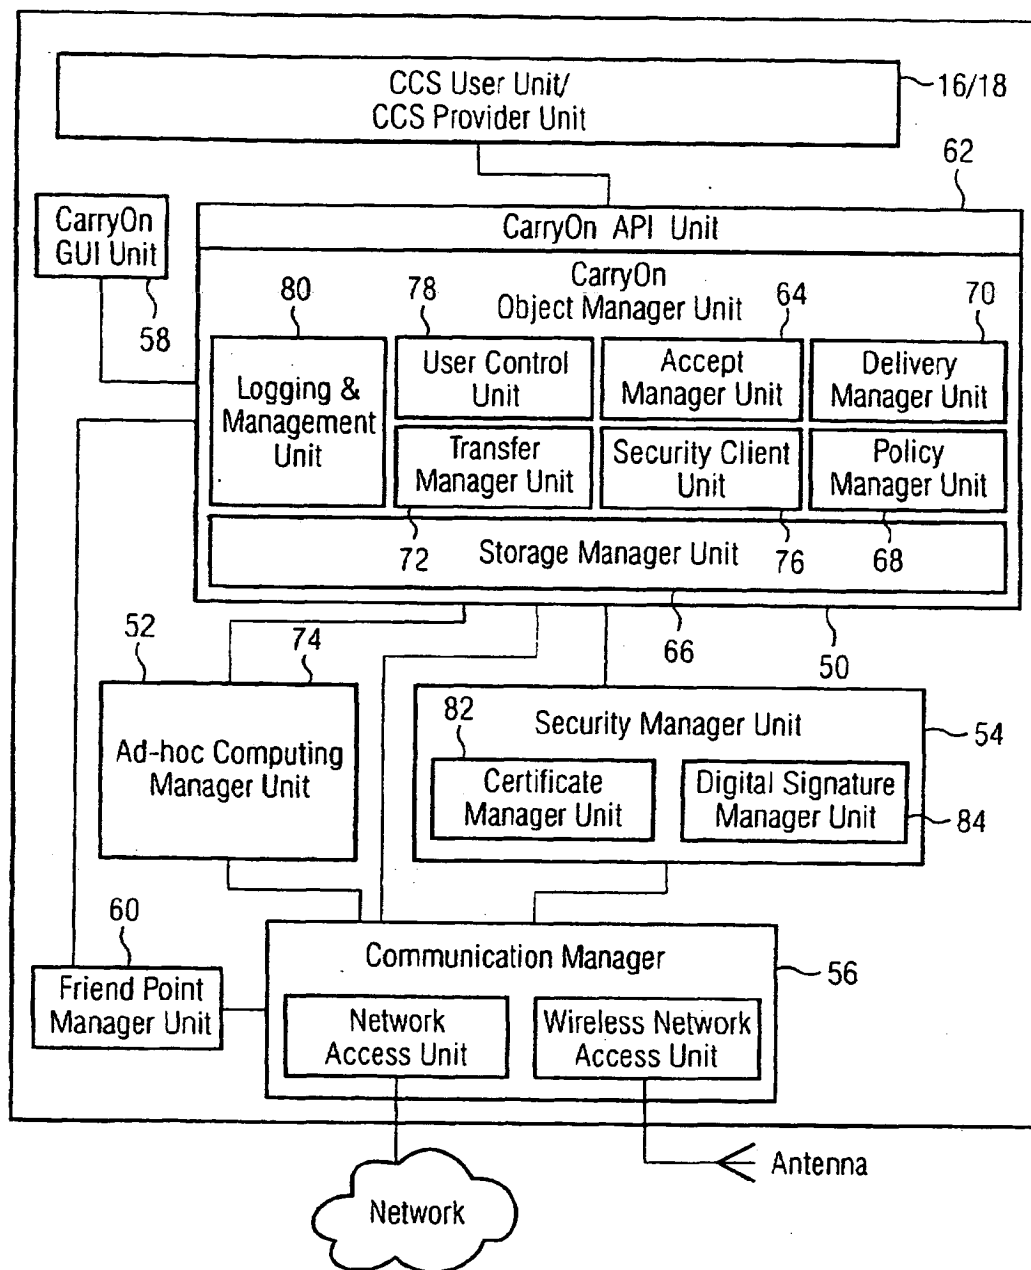 CCS User Unit/
CCS Provider Unit
16/18
62
CarryOn
GUI Unit
58
CarryOn API Unit
CarryOn
Object Manager Unit
80
78
64
70
Logging &
Management
Unit
User Control
Unit
Accept
Manager Unit
Delivery
Manager Unit
Transfer
Manager Unit
Security Client
Unit
Policy
Manager Unit
72
Storage Manager Unit
76
68
66
50
52
74
Ad-hoc Computing
Manager Unit
Security Manager Unit
54
82
Certificate
Manager Unit
Digital Signature
Manager Unit
84
60
Friend Point
Manager Unit
Communication Manager
56
Network
Access Unit
Wireless Network
Access Unit
Antenna
Network